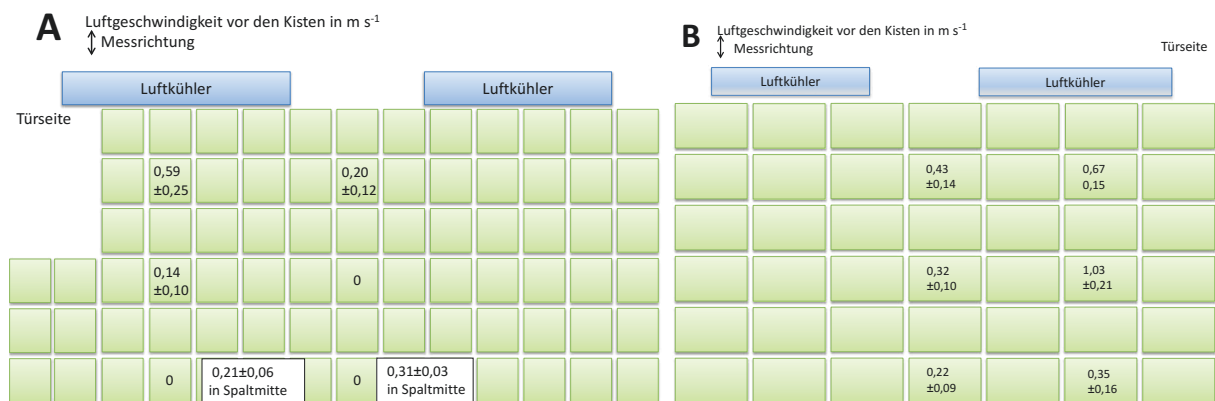 A
Luftgeschwindigkeit vor den Kisten in m s⁻¹
Messrichtung
Luftkühler
Luftkühler
Türseite
0,59
±0,25
0,20
±0,12
0,14
±0,10
0
0
0,21±0,06
in Spaltmitte
0
0,31±0,03
in Spaltmitte
B
Luftgeschwindigkeit vor den Kisten in m s⁻¹
Messrichtung
Türseite
Luftkühler
Luftkühler
0,43
±0,14
0,67
0,15
0,32
±0,10
1,03
±0,21
0,22
±0,09
0,35
±0,16